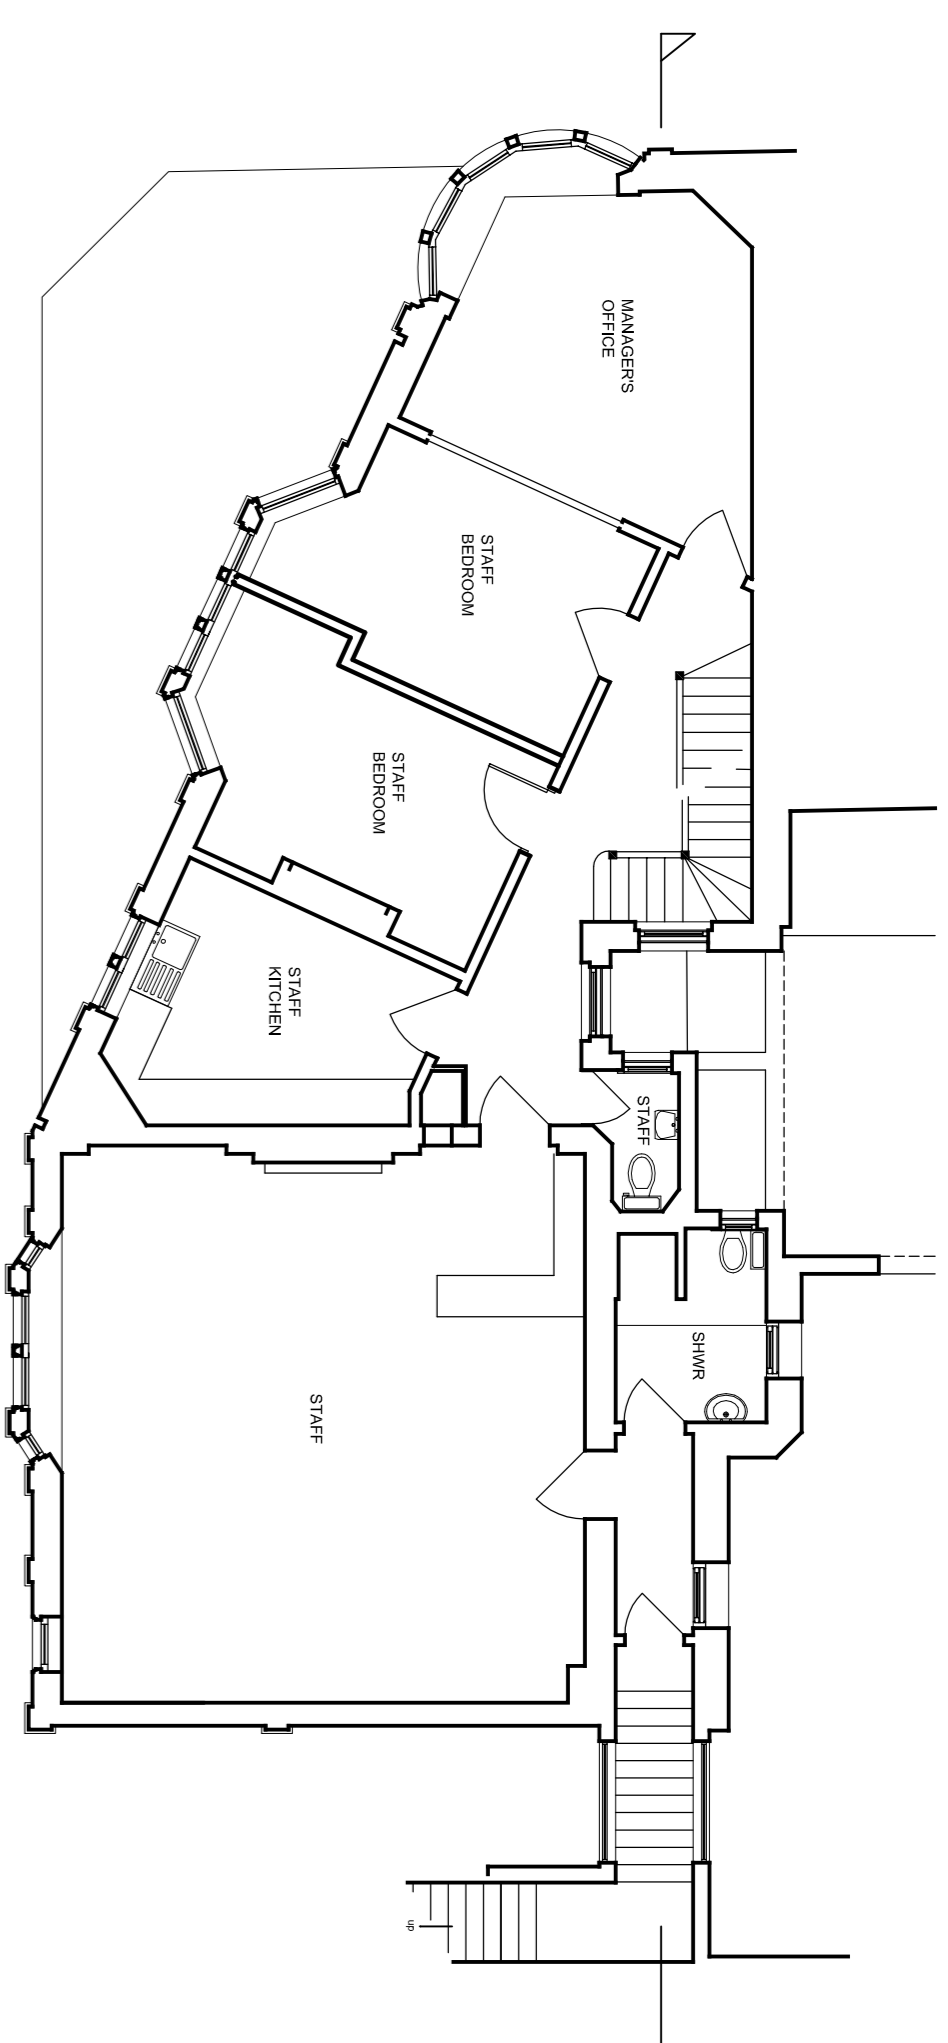 MANAGER'S
OFFICE
STAFF
BEDROOM
STAFF
BEDROOM
STAFF
KITCHEN
STAFF
SHWR
STAFF
up